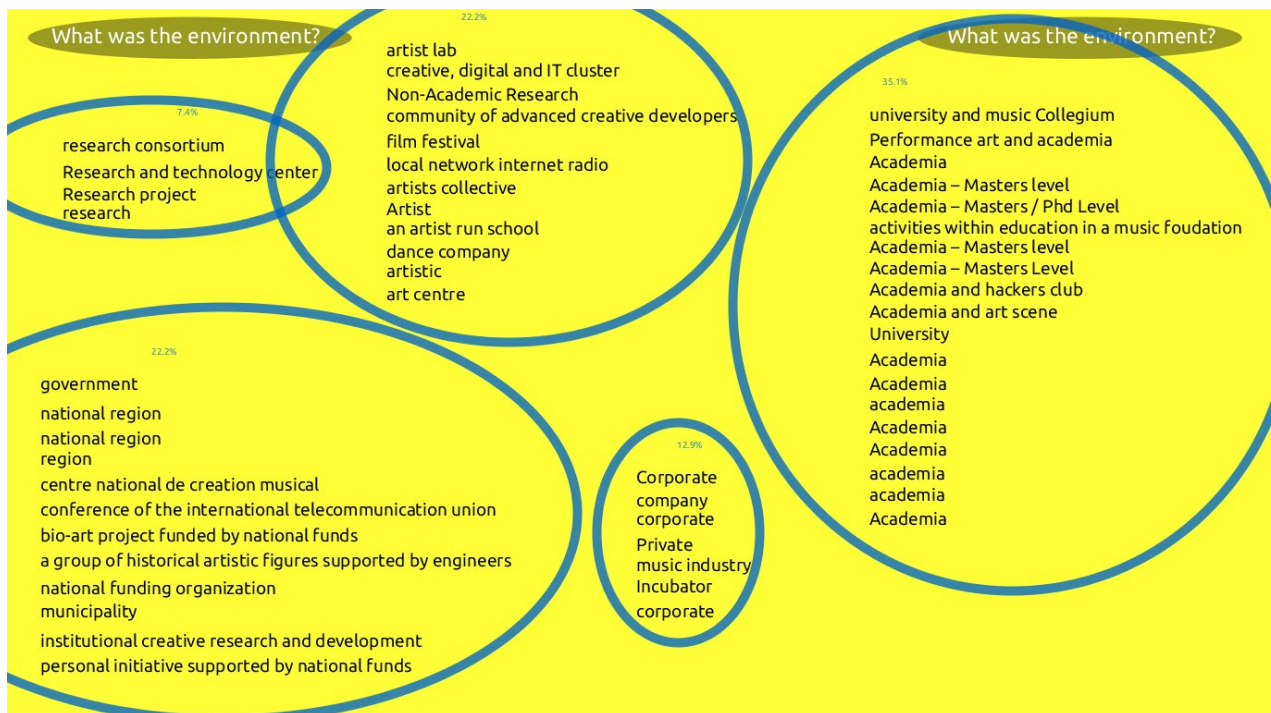 What was the environment?
7.4%
research consortium
Research and technology center
Research project
research
22.2%
artist lab
creative, digital and IT cluster
Non-Academic Research
community of advanced creative developers
film festival
local network internet radio
artists collective
Artist
an artist run school
dance company
artistic
art centre
What was the environment?
35.1%
university and music Collegium
Performance art and academia
Academia
Academia – Masters level
Academia – Masters / Phd Level
activities within education in a music foudation
Academia – Masters level
Academia – Masters Level
Academia and hackers club
Academia and art scene
University
Academia
Academia
academia
Academia
Academia
academia
academia
Academia
22.2%
government
national region
national region
region
centre national de creation musical
conference of the international telecommunication union
bio-art project funded by national funds
a group of historical artistic figures supported by engineers
national funding organization
municipality
institutional creative research and development
personal initiative supported by national funds
12.9%
Corporate
company
corporate
Private
music industry
Incubator
corporate